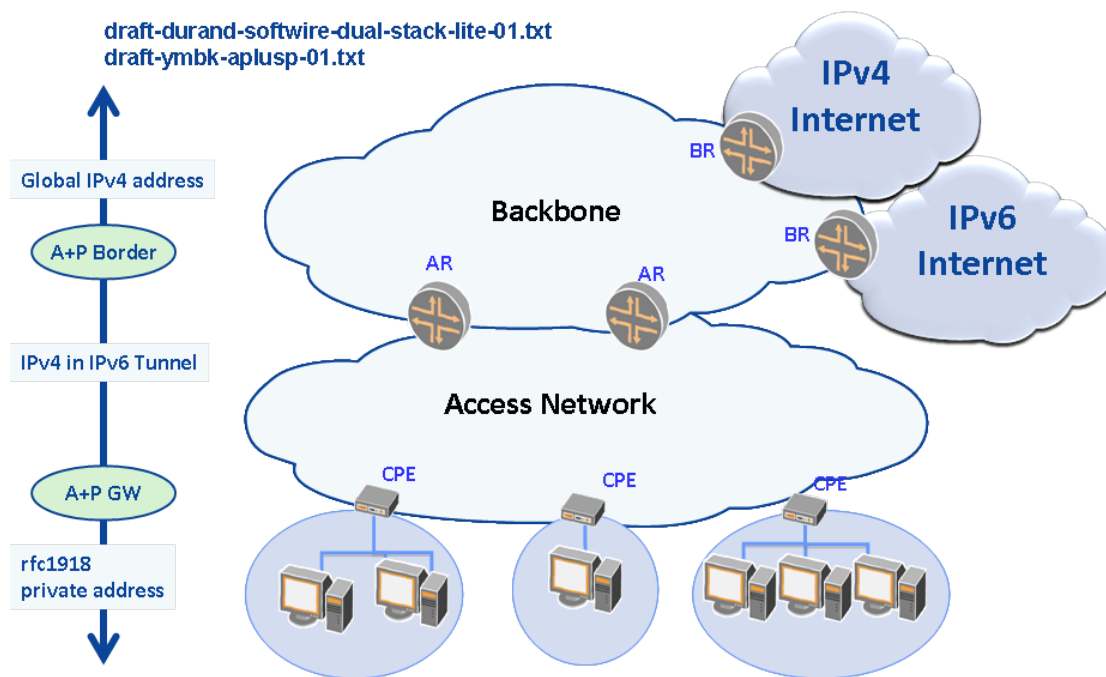 draft-durand-softwire-dual-stack-lite-01.txt
draft-ymbk-aplusp-01.txt
IPv4
Internet
BR
Global IPv4 address
Backbone
IPv6
Internet
BR
A+P Border
AR
AR
IPv4 in IPv6 Tunnel
Access Network
CPE
CPE
CPE
A+P GW
rfc1918
private address